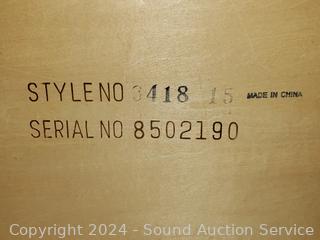 STYLE NO 3418 15 MADE IN CHINA
SERIAL NO 8502190
Copyright 2024 - Sound Auction Service